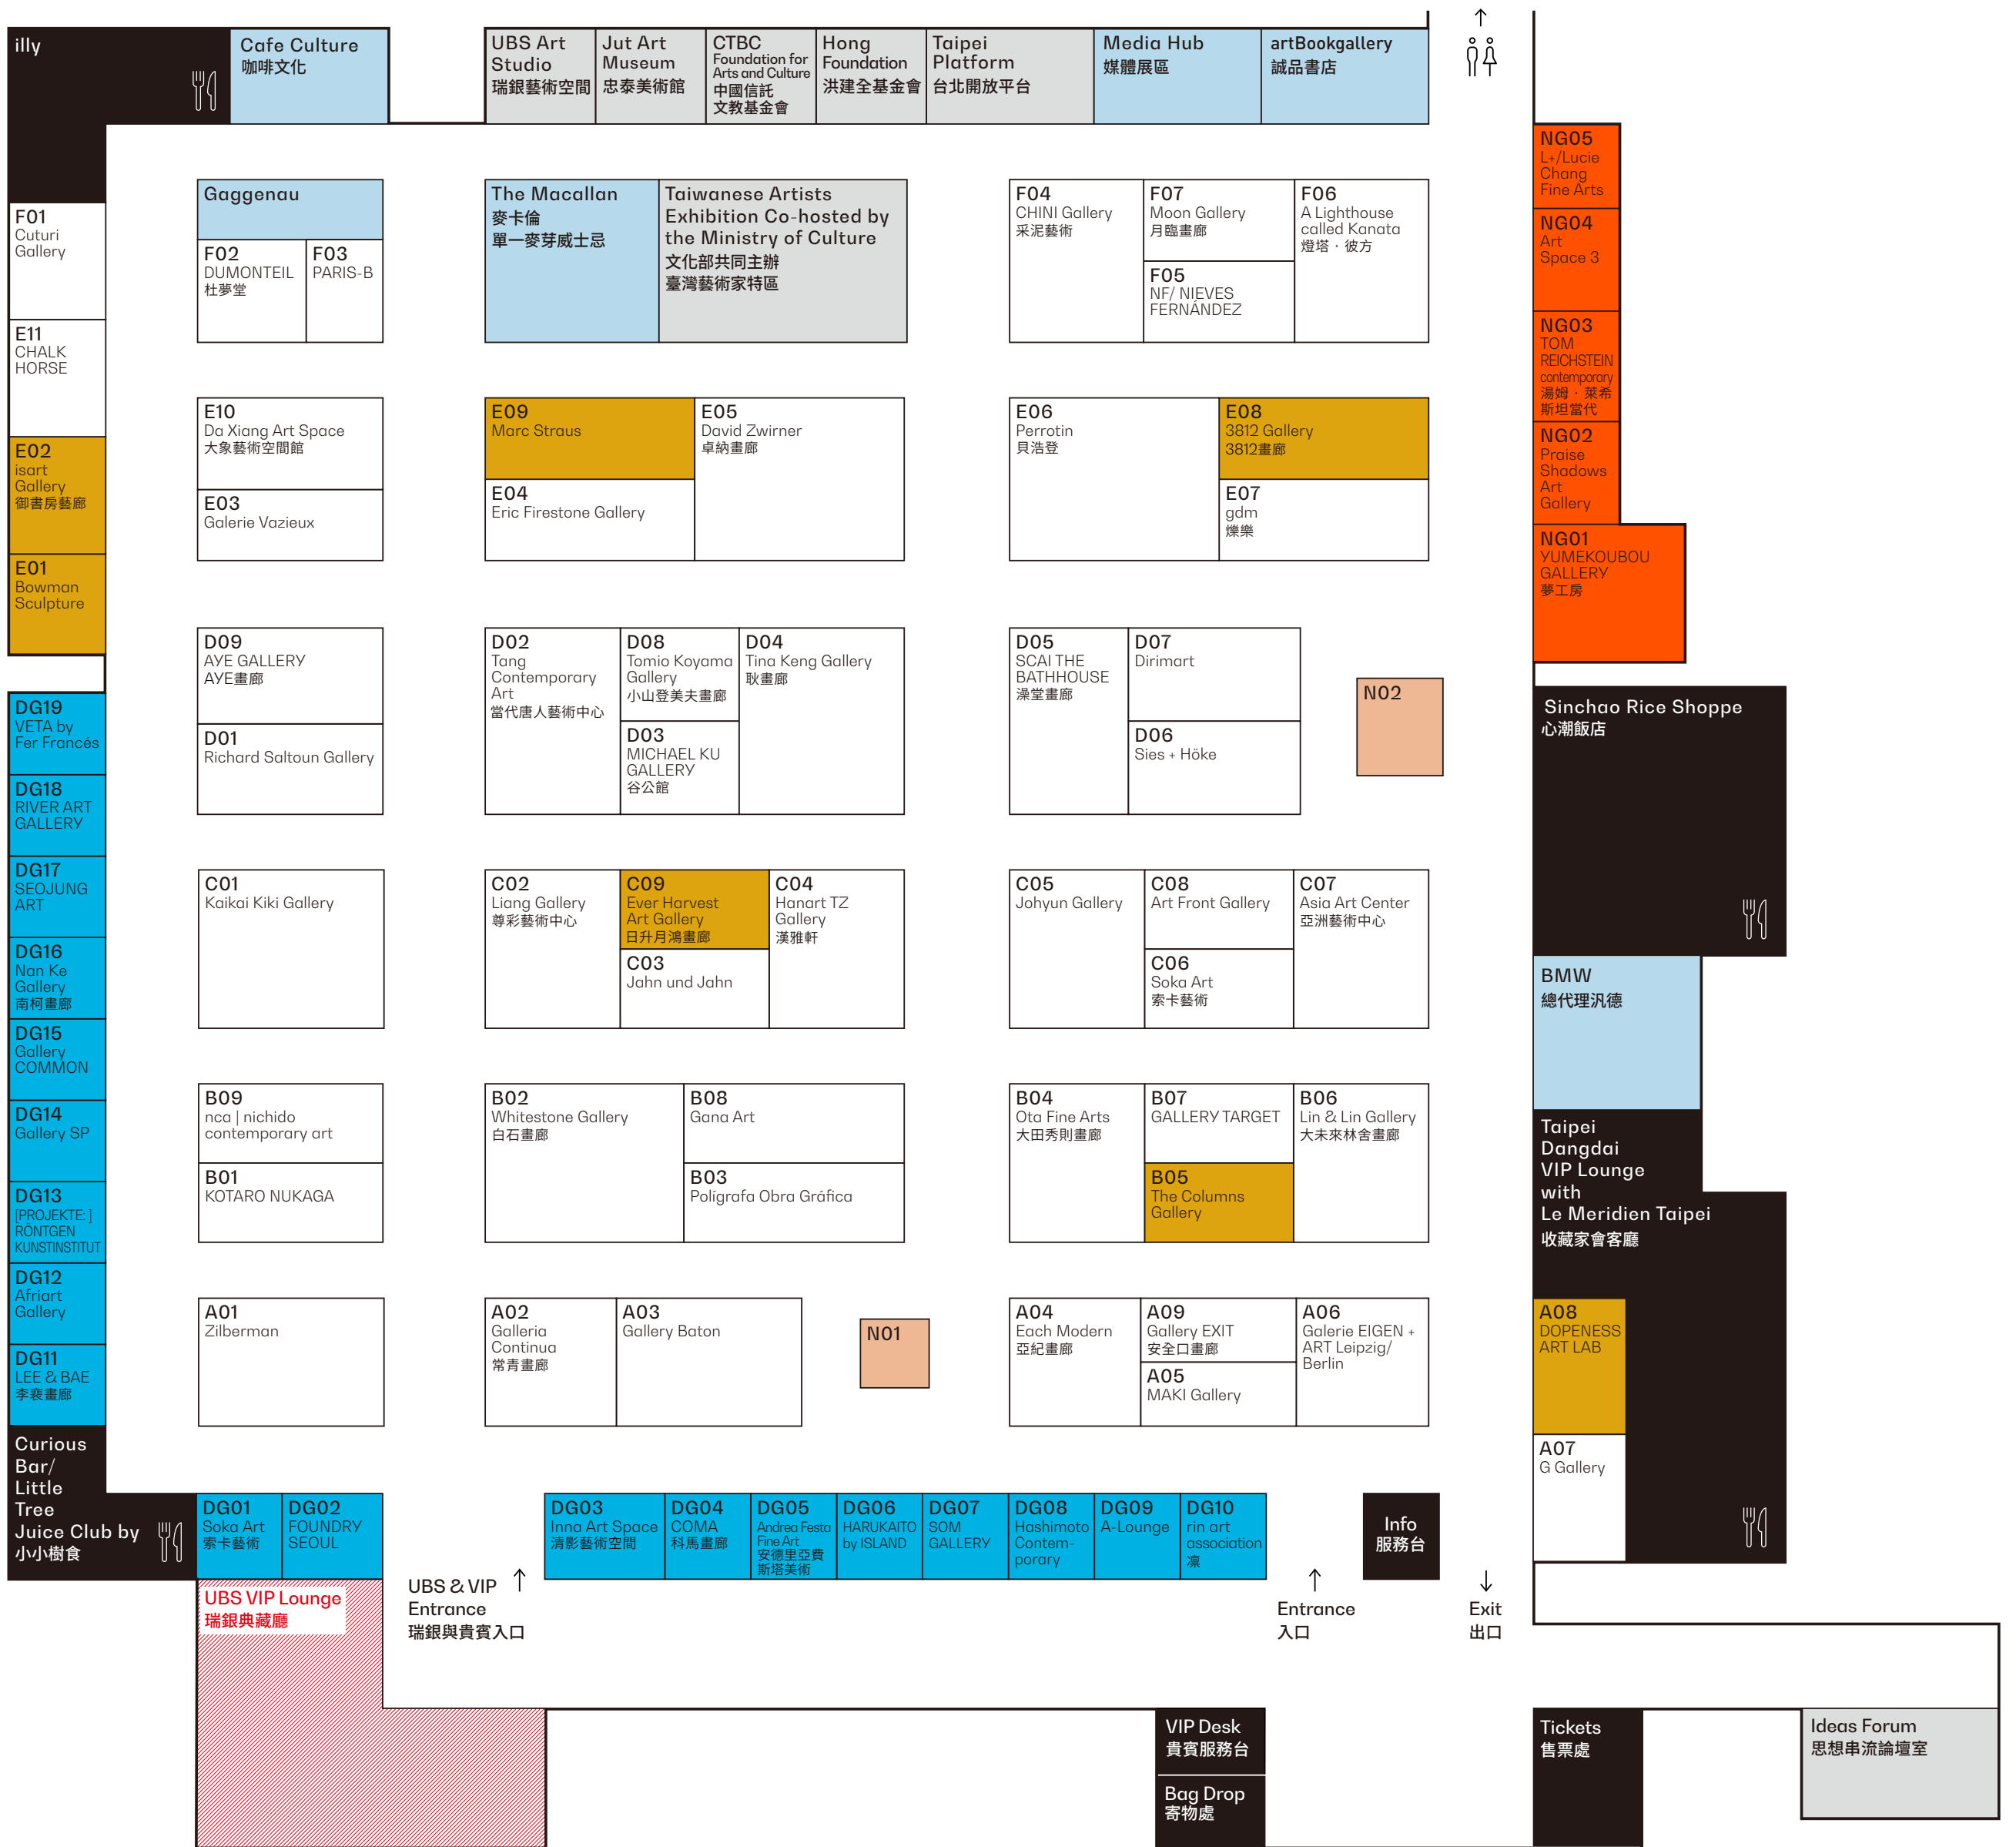 illy
Cafe Culture
咖啡文化
UBS Art
Studio
瑞銀藝術空間
Jut Art
Museum
忠泰美術館
CTBC
Foundation for
Arts and Culture
中國信託
文教基金會
Hong
Foundation
洪建全基金會
Taipei
Platform
台北開放平台
Media Hub
媒體展區
artBookgallery
誠品書店
F01
Cuturi
Gallery
E11
CHALK
HORSE
E02
isart
Gallery
御書房藝廊
E01
Bowman
Sculpture
Gaggenau
F02
DUMONTEIL
杜夢堂
F03
PARIS-B
The Macallan
麥卡倫
單一麥芽威士忌
Taiwanese Artists
Exhibition Co-hosted by
the Ministry of Culture
文化部共同主辦
臺灣藝術家特區
F04
CHINI Gallery
采泥藝術
F07
Moon Gallery
月臨畫廊
F05
NF/ NIEVES
FERNÁNDEZ
F06
A Lighthouse
called Kanata
燈塔·彼方
NG05
L+/Lucie
Chang
Fine Arts
NG04
Art
Space 3
NG03
TOM
REICHSTEIN
contemporary
湯姆·萊希
斯坦當代
NG02
Praise
Shadows
Art
Gallery
NG01
YUMEKOUBOU
GALLERY
夢工房
E10
Da Xiang Art Space
大象藝術空間館
E03
Galerie Vazieux
E09
Marc Straus
E04
Eric Firestone Gallery
E05
David Zwirner
卓納畫廊
E06
Perrotin
貝浩登
E08
3812 Gallery
3812畫廊
E07
gdm
爍樂
D09
AYE GALLERY
AYE畫廊
D01
Richard Saltoun Gallery
D02
Tang
Contemporary
Art
當代唐人藝術中心
D08
Tomio Koyama
Gallery
小山登美夫畫廊
D03
MICHAEL KU
GALLERY
谷公館
D04
Tina Keng Gallery
耿畫廊
D05
SCAI THE
BATHHOUSE
澡堂畫廊
D07
Dirimart
D06
Sies + Höke
N02
Sinchao Rice Shoppe
心潮飯店
DG19
VETA by
Fer Francés
DG18
RIVER ART
GALLERY
DG17
SEOJUNG
ART
DG16
Nan Ke
Gallery
南柯畫廊
DG15
Gallery
COMMON
DG14
Gallery SP
DG13
[PROJEKTE: ]
RÖNTGEN
KUNSTINSTITUT
DG12
Afriart
Gallery
DG11
LEE & BAE
李裵畫廊
C01
Kaikai Kiki Gallery
C02
Liang Gallery
尊彩藝術中心
C09
Ever Harvest
Art Gallery
日升月鴻畫廊
C03
Jahn und Jahn
C04
Hanart TZ
Gallery
漢雅軒
C05
Johyun Gallery
C08
Art Front Gallery
C06
Soka Art
索卡藝術
C07
Asia Art Center
亞洲藝術中心
BMW
總代理汎德
B09
nca | nichido
contemporary art
B01
KOTARO NUKAGA
B02
Whitestone Gallery
白石畫廊
B08
Gana Art
B03
Polígrafa Obra Gráfica
B04
Ota Fine Arts
大田秀則畫廊
B07
GALLERY TARGET
B05
The Columns
Gallery
B06
Lin & Lin Gallery
大未來林舍畫廊
Taipei
Dangdai
VIP Lounge
with
Le Meridien Taipei
收藏家會客廳
A01
Zilberman
A02
Galleria
Continua
常青畫廊
A03
Gallery Baton
N01
A04
Each Modern
亞紀畫廊
A09
Gallery EXIT
安全口畫廊
A05
MAKI Gallery
A06
Galerie EIGEN +
ART Leipzig/
Berlin
A08
DOPENESS
ART LAB
A07
G Gallery
Curious
Bar/
Little
Tree
Juice Club by
小小樹食
DG01
Soka Art
索卡藝術
DG02
FOUNDRY
SEOUL
DG03
Inna Art Space
清影藝術空間
DG04
COMA
科馬畫廊
DG05
Andrea Festa
Fine Art
安德里亞費
斯塔美術
DG06
HARUKAITO
by ISLAND
DG07
SOM
GALLERY
DG08
Hashimoto
Contem-
porary
DG09
A-Lounge
DG10
rin art
association
凛
Info
服務台
UBS VIP Lounge
瑞銀典藏廳
UBS & VIP
Entrance
瑞銀與貴賓入口
Entrance
入口
Exit
出口
VIP Desk
貴賓服務台
Bag Drop
寄物處
Tickets
售票處
Ideas Forum
思想串流論壇室